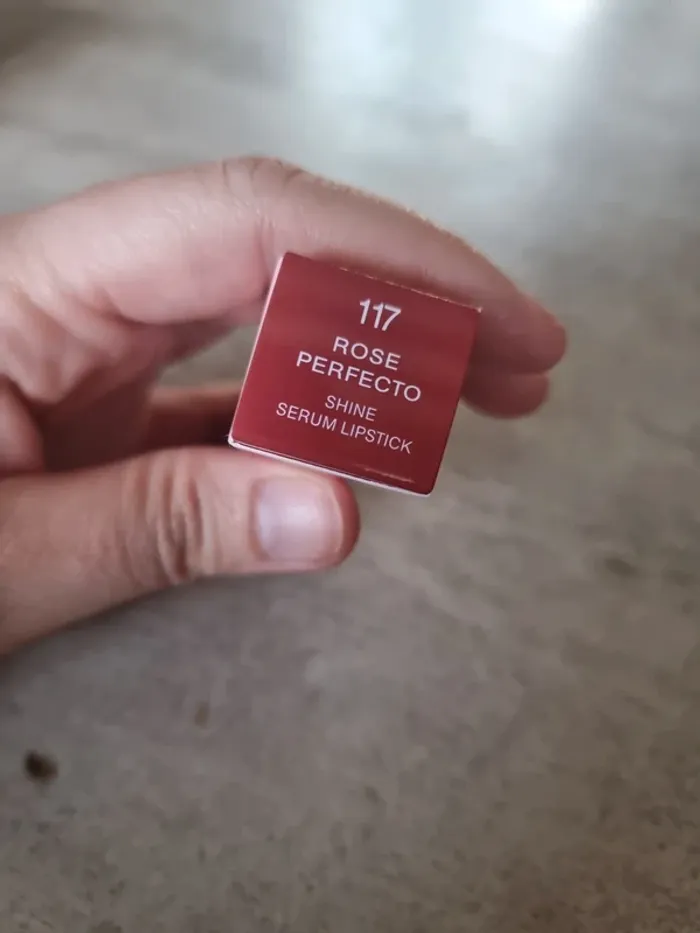 117
ROSE
PERFECTO
SHINE
SERUM LIPSTICK